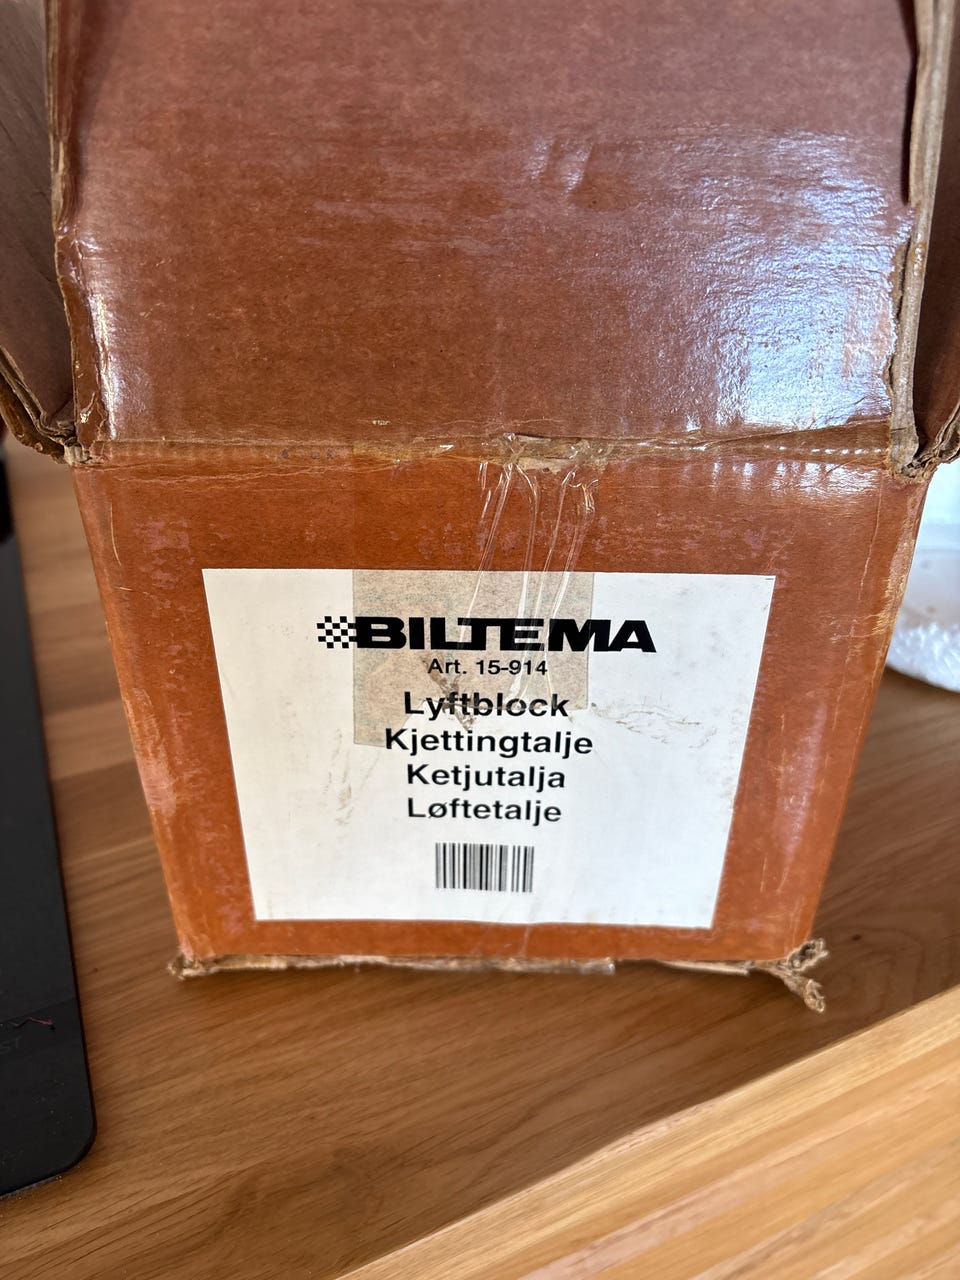 BILTEMA
Art. 15-914
Lyftblock
Kjettingtalje
Ketjutalja
Løftetalje